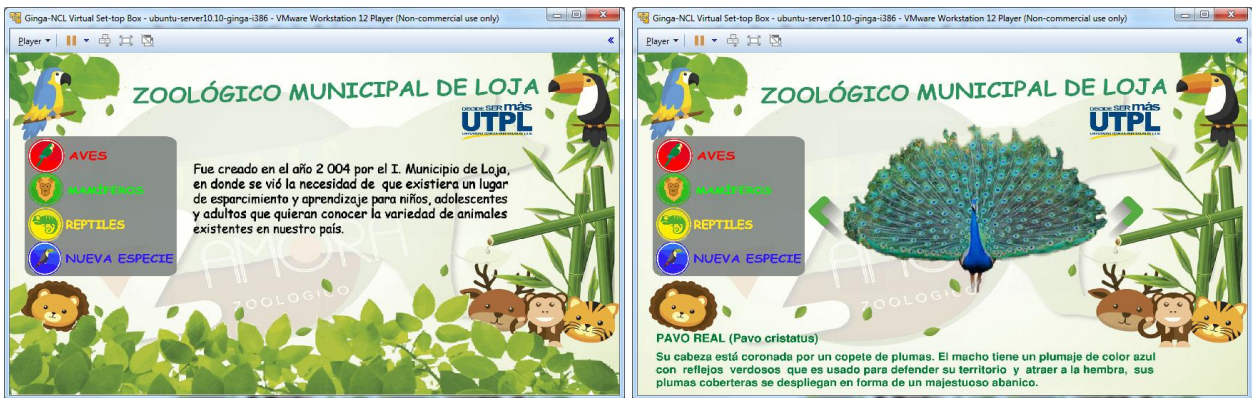 Ginga-NCL Virtual Set-top Box - ubuntu-server10.10-ginga-i386 - VMware Workstation 12 Player (Non-commercial use only)
Player
ZOOLÓGICO MUNICIPAL DE LOJA
DECIDE SER más
UTPL
AVES
MAMÍFEROS
REPTILES
NUEVA ESPECIE
Fue creado en el año 2 004 por el I. Municipio de Loja,
en donde se vió la necesidad de que existiera un lugar
de esparcimiento y aprendizaje para niños, adolescentes
y adultos que quieran conocer la variedad de animales
existentes en nuestro país.
AMORA
ZOOLOGICO
Ginga-NCL Virtual Set-top Box - ubuntu-server10.10-ginga-i386 - VMware Workstation 12 Player (Non-commercial use only)
Player
ZOOLÓGICO MUNICIPAL DE LOJA
DECIDE SER más
UTPL
AVES
MAMÍFEROS
REPTILES
NUEVA ESPECIE
AMORA
ZOOLOGICO
PAVO REAL (Pavo cristatus)
Su cabeza está coronada por un copete de plumas. El macho tiene un plumaje de color azul
con reflejos verdosos que es usado para defender su territorio y atraer a la hembra, sus
plumas coberteras se despliegan en forma de un majestuoso abanico.